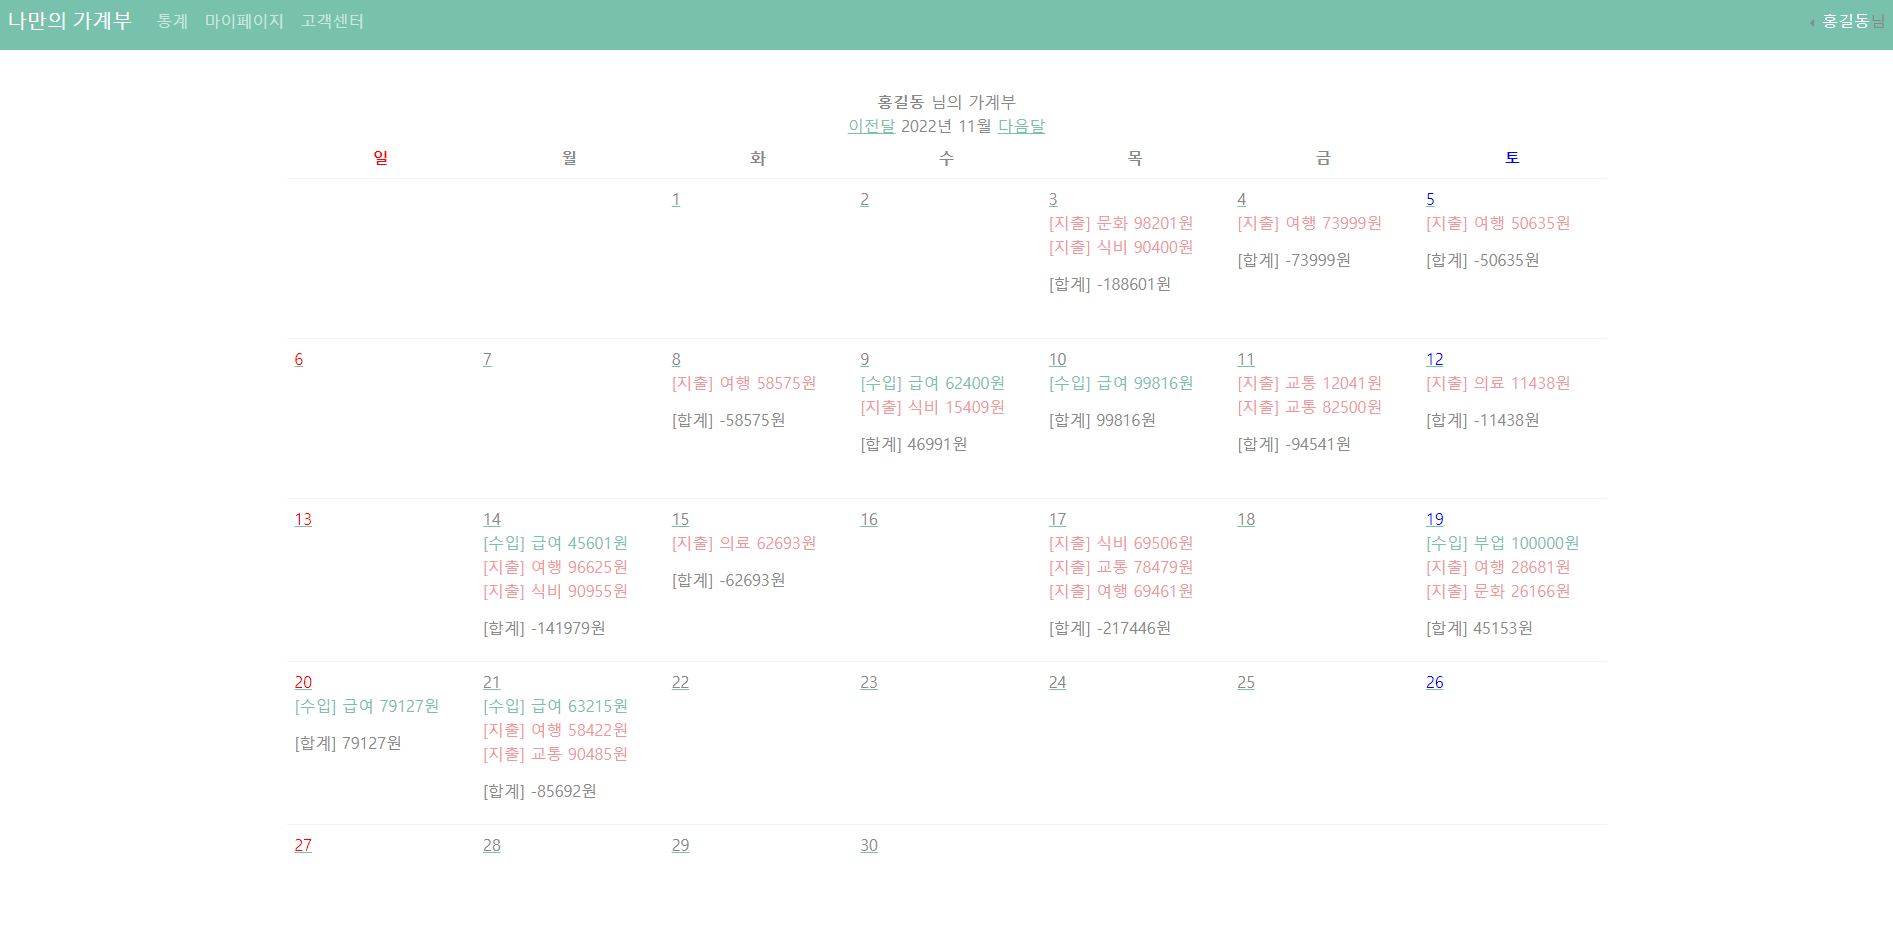 나만의 가계부 통계 마이페이지 고객센터 홍길동님
홍길동 님의 가계부
이전달 2022년 11월 다음달
일 월 화 수 목 금 토
1
2
3
[지출] 문화 98201원
[지출] 식비 90400원
[합계] -188601원
4
[지출] 여행 73999원
[합계] -73999원
5
[지출] 여행 50635원
[합계] -50635원
6
7
8
[지출] 여행 58575원
[합계] -58575원
9
[수입] 급여 62400원
[지출] 식비 15409원
[합계] 46991원
10
[수입] 급여 99816원
[합계] 99816원
11
[지출] 교통 12041원
[지출] 교통 82500원
[합계] -94541원
12
[지출] 의료 11438원
[합계] -11438원
13
14
[수입] 급여 45601원
[지출] 여행 96625원
[지출] 식비 90955원
[합계] -141979원
15
[지출] 의료 62693원
[합계] -62693원
16
17
[지출] 식비 69506원
[지출] 교통 78479원
[지출] 여행 69461원
[합계] -217446원
18
19
[수입] 부업 100000원
[지출] 여행 28681원
[지출] 문화 26166원
[합계] 45153원
20
[수입] 급여 79127원
[합계] 79127원
21
[수입] 급여 63215원
[지출] 여행 58422원
[지출] 교통 90485원
[합계] -85692원
22
23
24
25
26
27
28
29
30